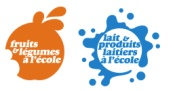 fruits
& légumes
à l'école
lait &
produits
laitiers
à l'école